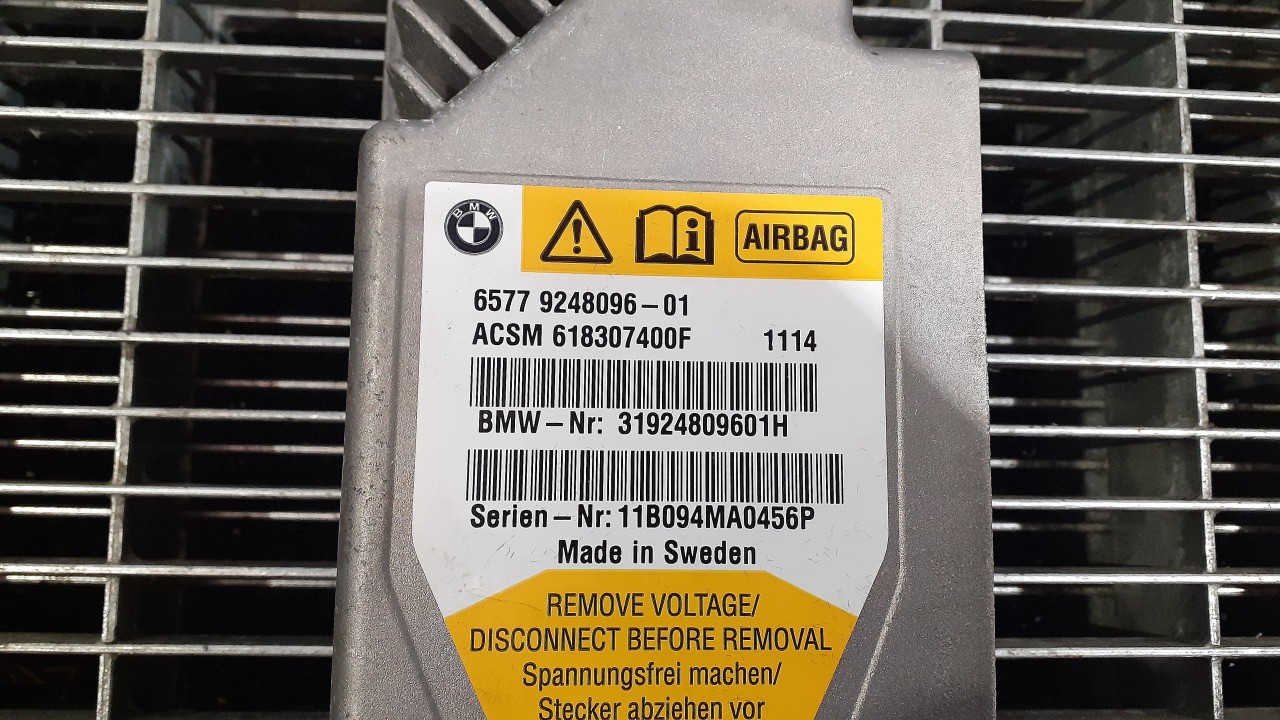 BMW
AIRBAG
6577 9248096-01
ACSM 618307400F 1114
BMW-Nr: 31924809601H
Serien-Nr: 11B094MA0456P
Made in Sweden
REMOVE VOLTAGE/
DISCONNECT BEFORE REMOVAL
Spannungsfrei machen/
Stecker abziehen vor